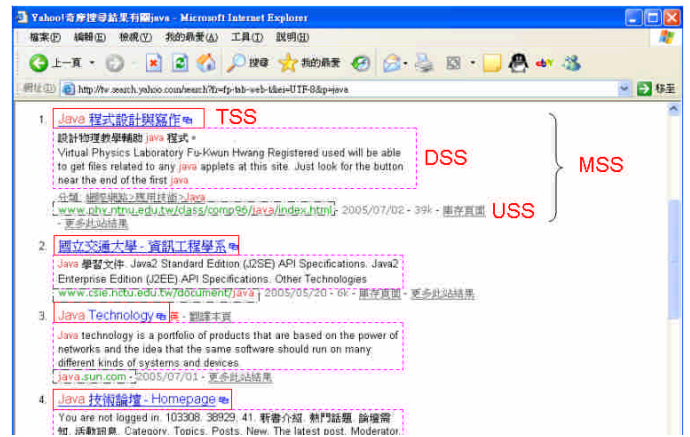 Yahoo!奇摩搜尋結果有關java - Microsoft Internet Explorer
檔案(F) 編輯(E) 檢視(V) 我的最愛(A) 工具(T) 說明(H)
上一頁 搜尋 我的最愛
網址(D) http://tw.search.yahoo.com/search?fr=fp-tab-web-t&ei=UTF-8&p=java 移至
1. Java 程式設計與寫作 TSS
設計物理教學輔助 java 程式。
Virtual Physics Laboratory Fu-Kwun Hwang Registered used will be able
to get files related to any java applets at this site. Just look for the button
near the end of the first java
DSS
MSS
分類: 網際網路>應用技術>Java
www.phy.ntnu.edu.tw/class/comp96/java/index.html - 2005/07/02 - 39k - 庫存頁面 USS
- 更多此站結果
2. 國立交通大學 - 資訊工程學系
Java 學習文件. Java2 Standard Edition (J2SE) API Specifications. Java2
Enterprise Edition (J2EE) API Specifications. Other Technologies
www.csie.nctu.edu.tw/document/java - 2005/05/20 - 6k - 庫存頁面 - 更多此站結果
3. Java Technology 英 - 翻譯本頁
Java technology is a portfolio of products that are based on the power of
networks and the idea that the same software should run on many
different kinds of systems and devices.
java.sun.com - 2005/07/01 - 更多此站結果
4. Java 技術論壇 - Homepage
You are not logged in. 103308. 38929. 41. 新書介紹. 熱門話題. 論壇需
知. 活動訊息. Category. Topics. Posts. New. The latest post. Moderator.